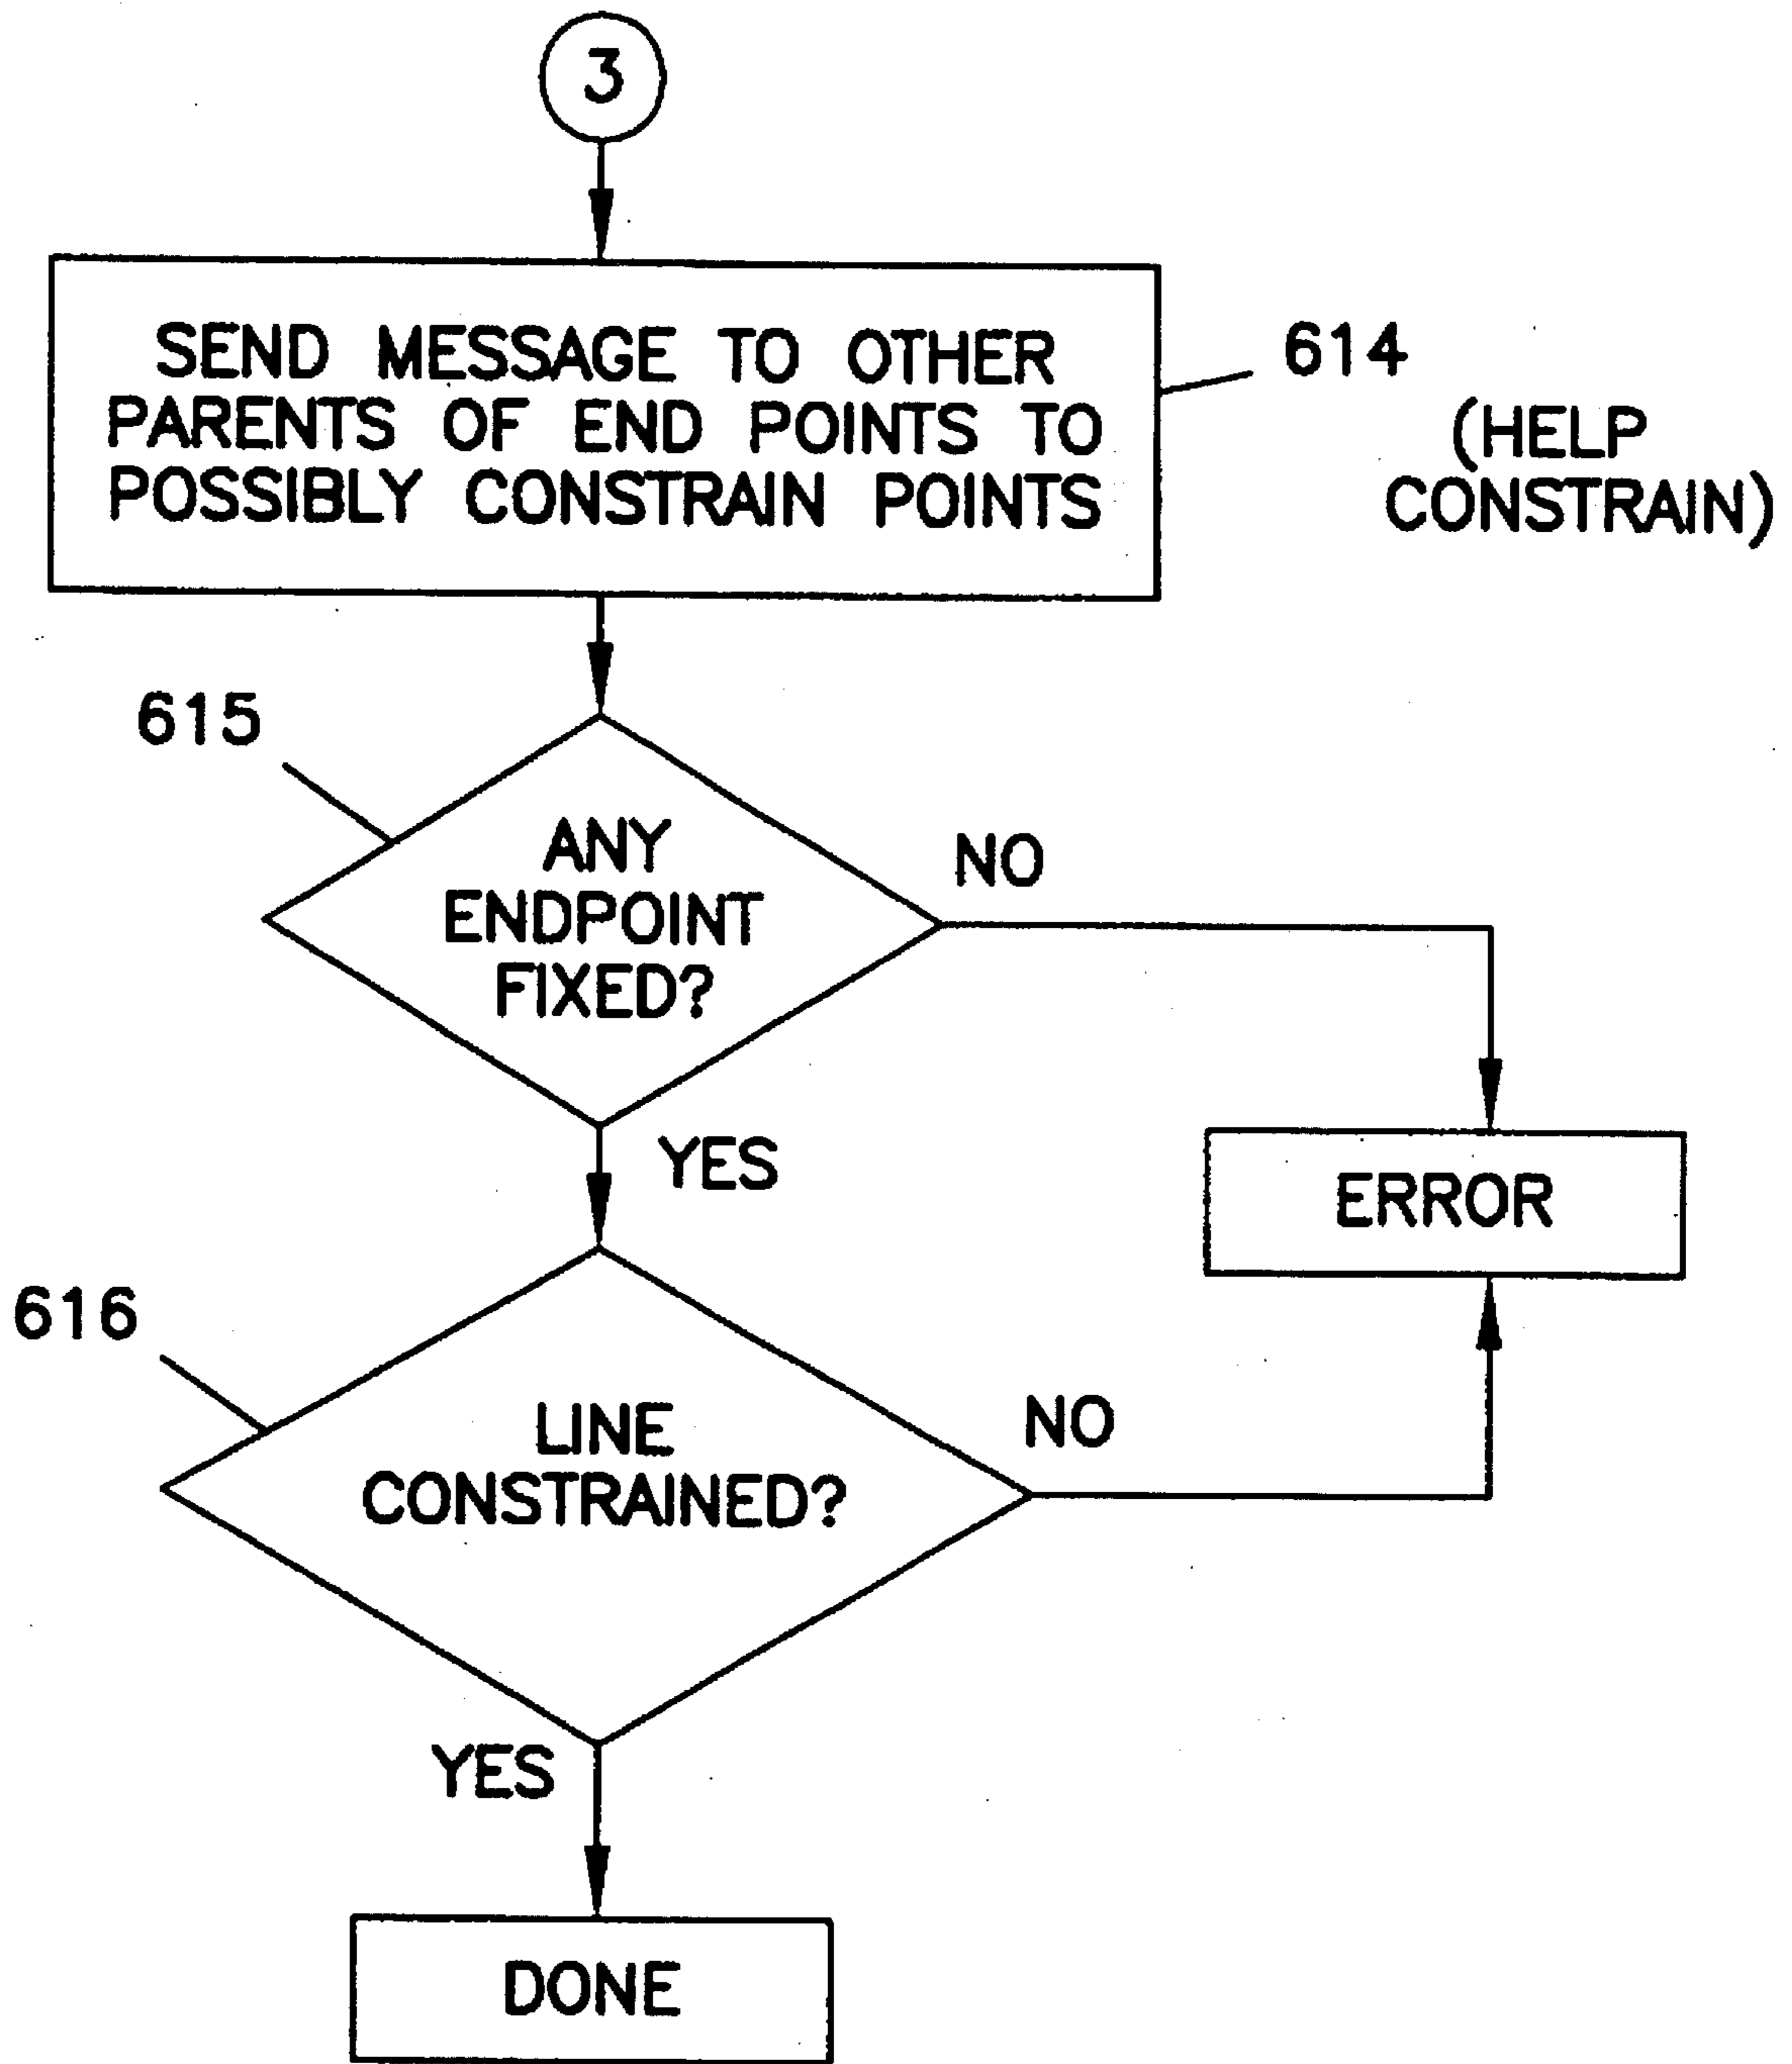 3
SEND MESSAGE TO OTHER
PARENTS OF END POINTS TO
POSSIBLY CONSTRAIN POINTS
614
(HELP
CONSTRAIN)
615
ANY
ENDPOINT
FIXED?
NO
YES
ERROR
616
LINE
CONSTRAINED?
NO
YES
DONE